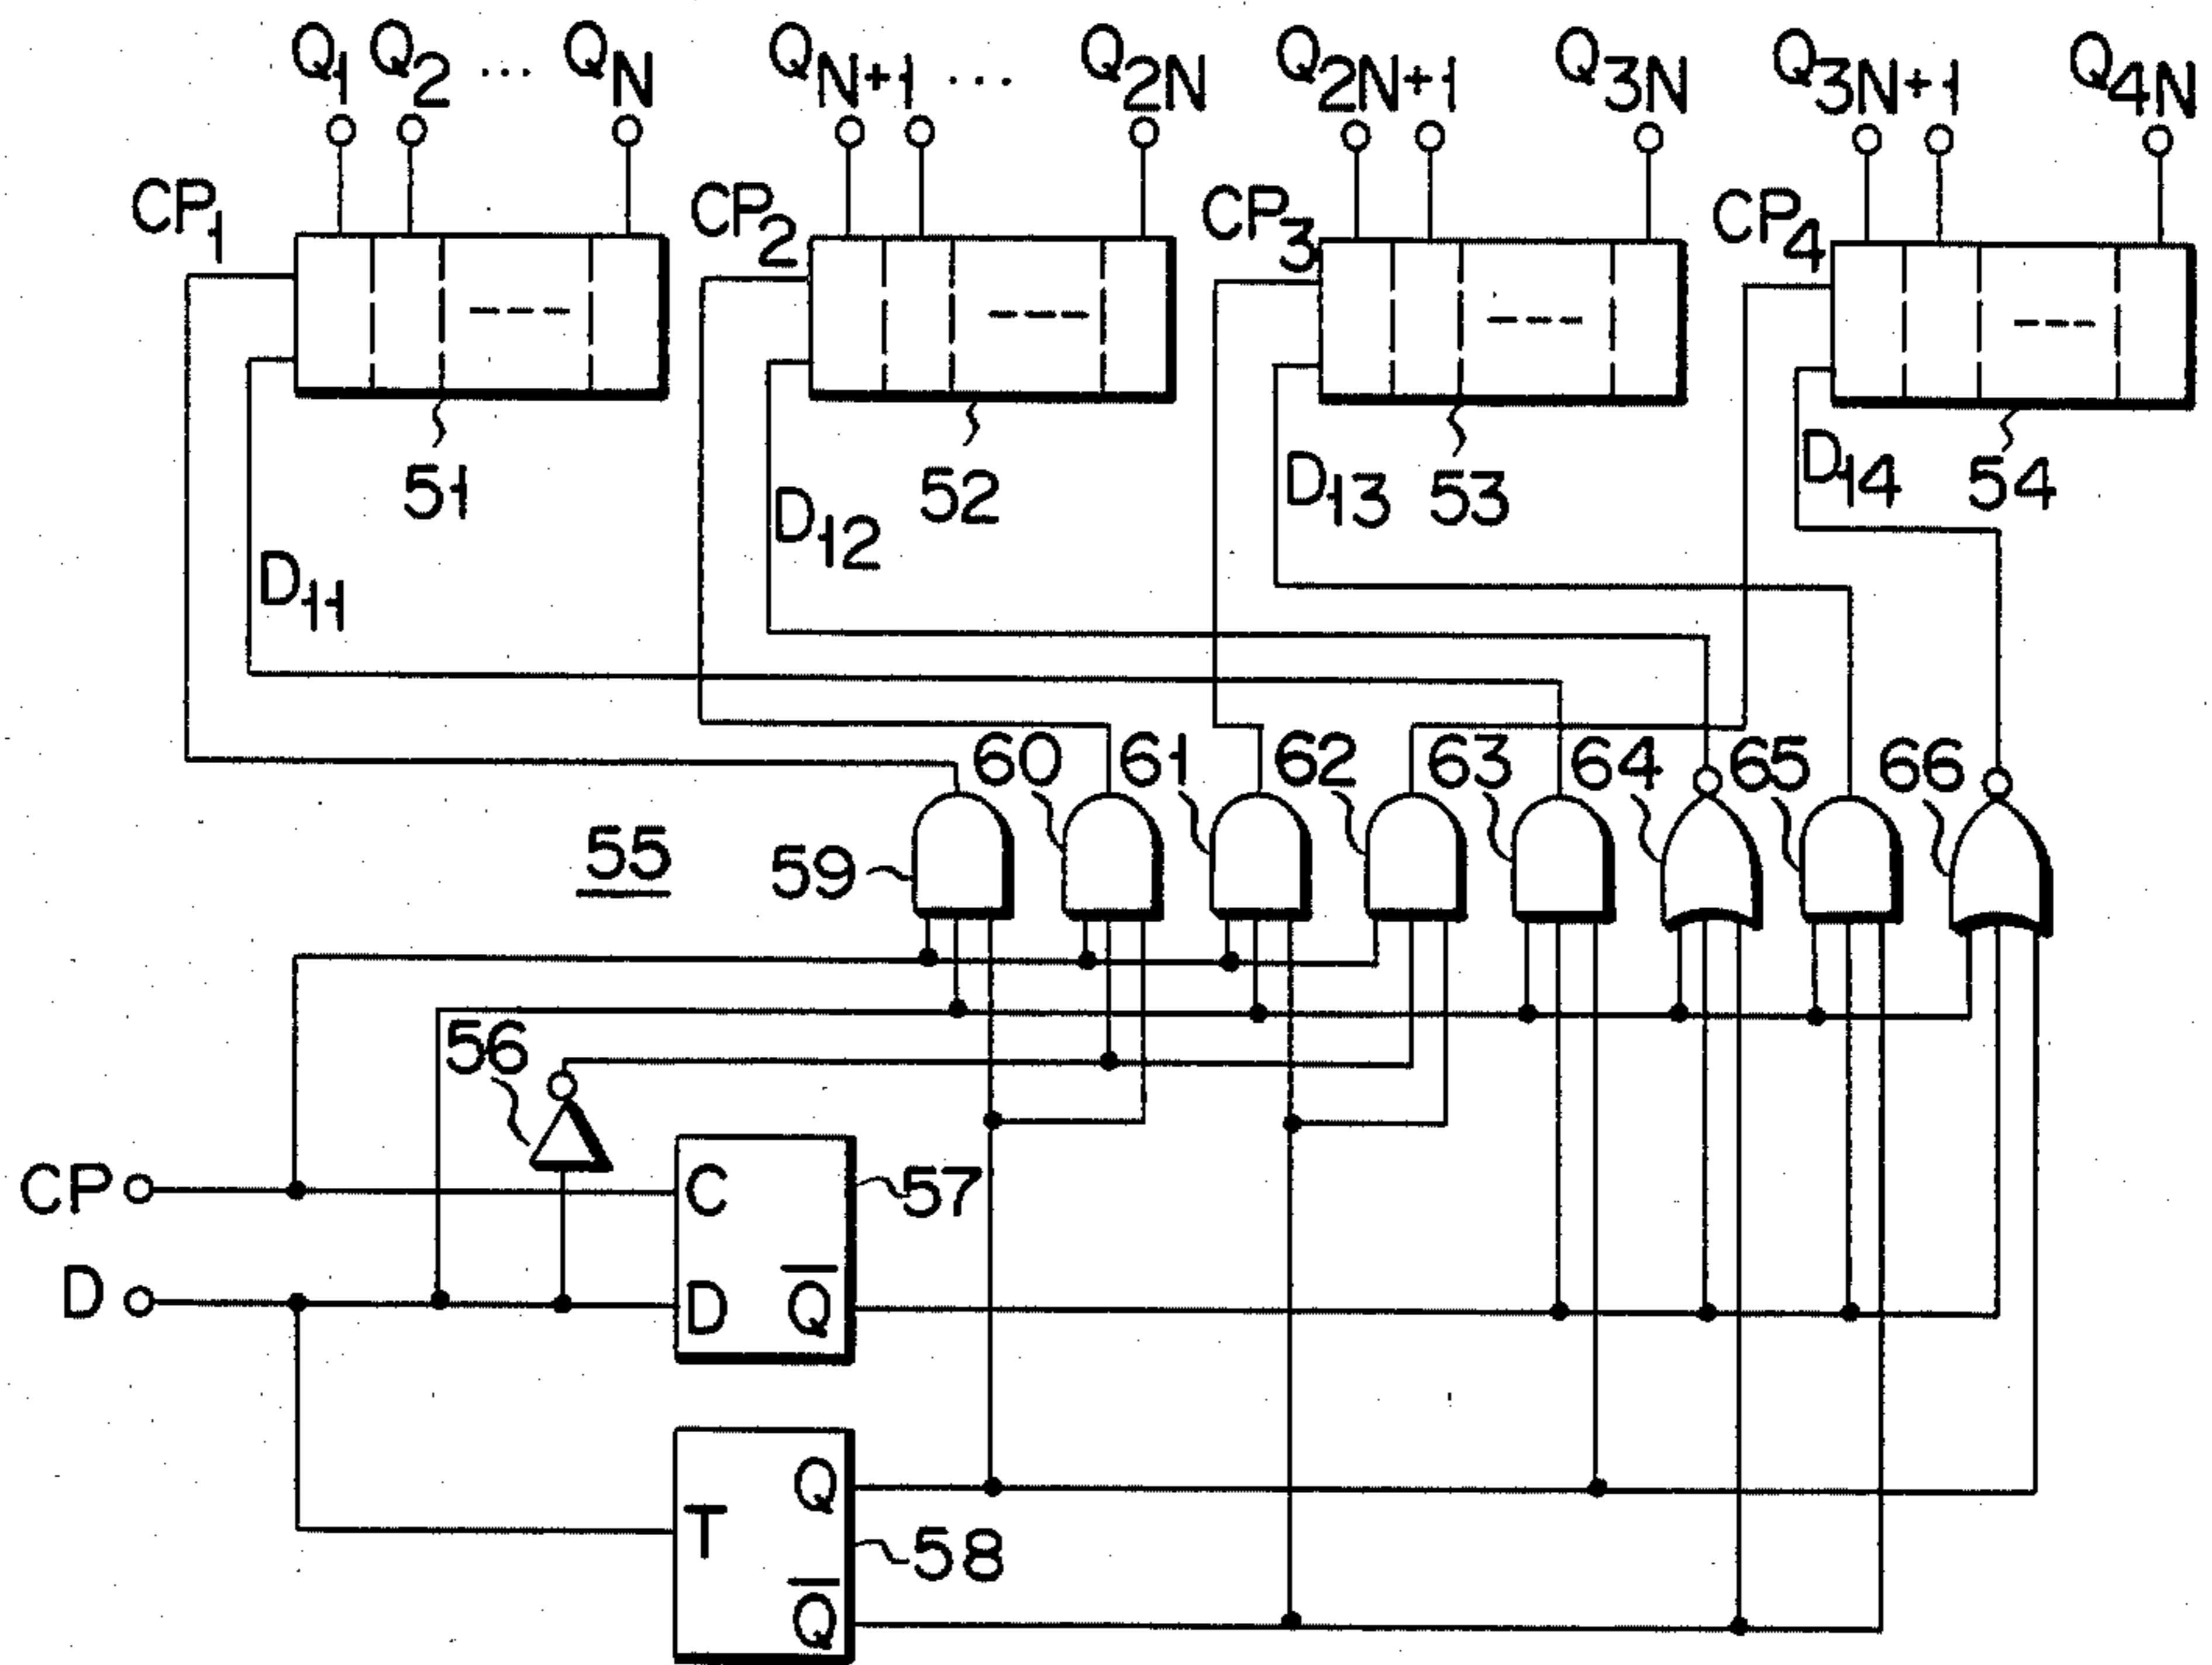 Q1 Q2 ... QN QN+1 ... Q2N Q2N+1 Q3N Q3N+1 Q4N
CP1 CP2 CP3 CP4
51 52 53 54
D11 D12 D13 D14
60 61 62 63 64 65 66
55 59
56
CP C 57
D D Q̅
T Q 58
Q̅